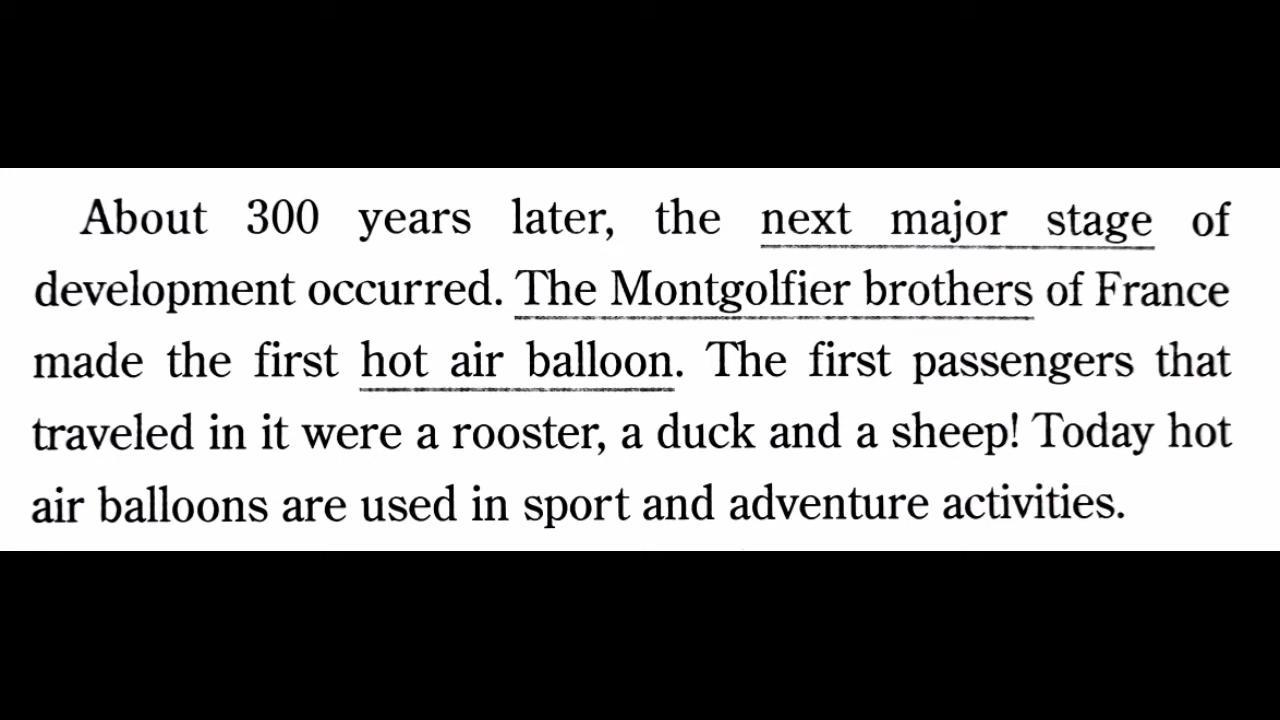 About 300 years later, the next major stage of
development occurred. The Montgolfier brothers of France
made the first hot air balloon. The first passengers that
traveled in it were a rooster, a duck and a sheep! Today hot
air balloons are used in sport and adventure activities.